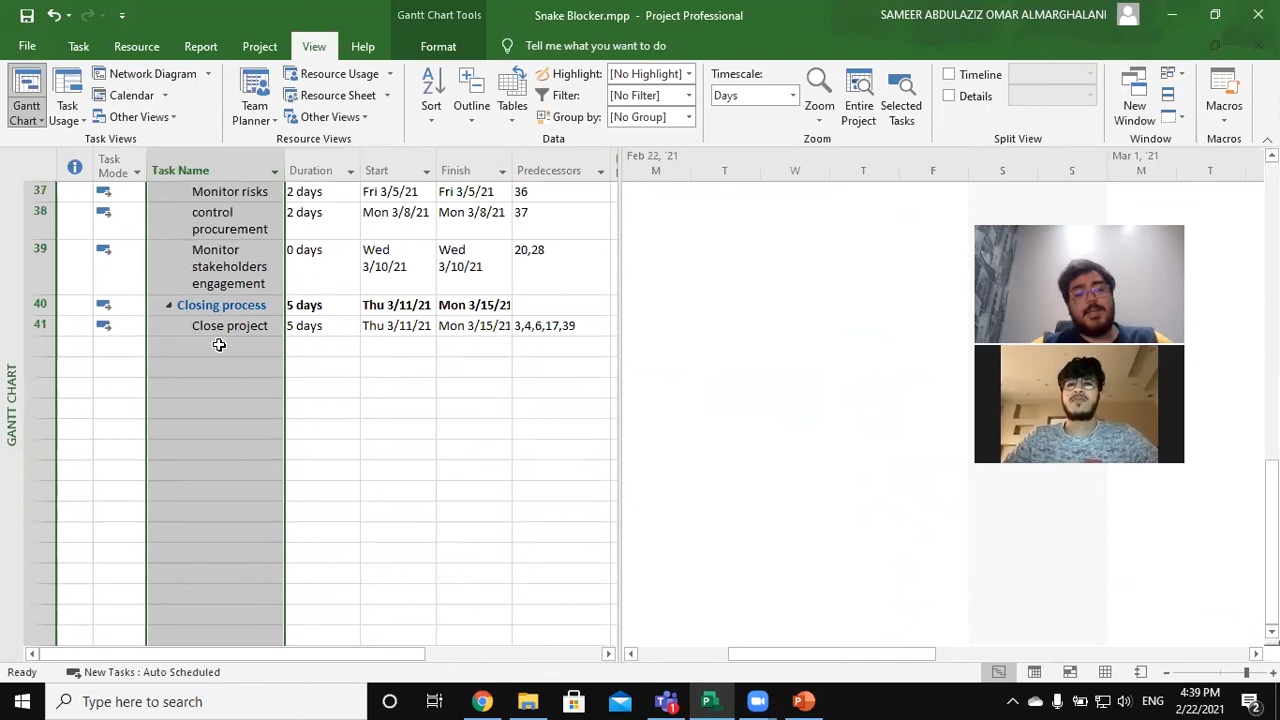 Gantt Chart Tools
Snake Blocker.mpp - Project Professional
SAMEER ABDULAZIZ OMAR ALMARGHALANI
File Task Resource Report Project View Help Format Tell me what you want to do
Gantt Chart
Task Usage
Network Diagram
Calendar
Other Views
Task Views
Team Planner
Resource Usage
Resource Sheet
Other Views
Resource Views
Sort
Outline
Tables
Highlight: [No Highlight]
Filter: [No Filter]
Group by: [No Group]
Data
Timescale:
Days
Zoom
Entire Project
Selected Tasks
Zoom
Timeline
Details
Split View
New Window
Window
Macros
Macros
Task Mode
Task Name
Duration
Start
Finish
Predecessors
Feb 22, '21
Mar 1, '21
M T W T F S S M T
37 Monitor risks 2 days Fri 3/5/21 Fri 3/5/21 36
38 control procurement 2 days Mon 3/8/21 Mon 3/8/21 37
39 Monitor stakeholders engagement 0 days Wed 3/10/21 Wed 3/10/21 20,28
40 Closing process 5 days Thu 3/11/21 Mon 3/15/21
41 Close project 5 days Thu 3/11/21 Mon 3/15/21 3,4,6,17,39
GANTT CHART
Ready
New Tasks : Auto Scheduled
Type here to search
ENG
4:39 PM
2/22/2021
2